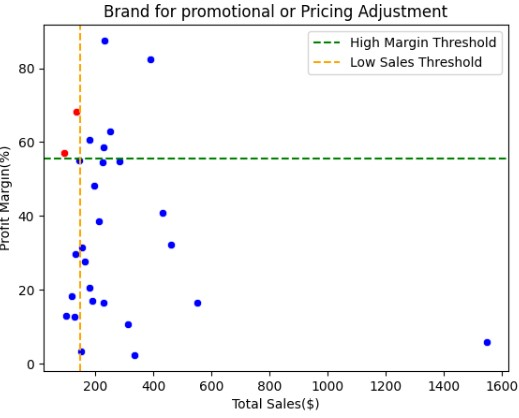 Brand for promotional or Pricing Adjustment
High Margin Threshold
Low Sales Threshold
80
60
40
20
0
Profit Margin(%)
200 400 600 800 1000 1200 1400 1600
Total Sales($)